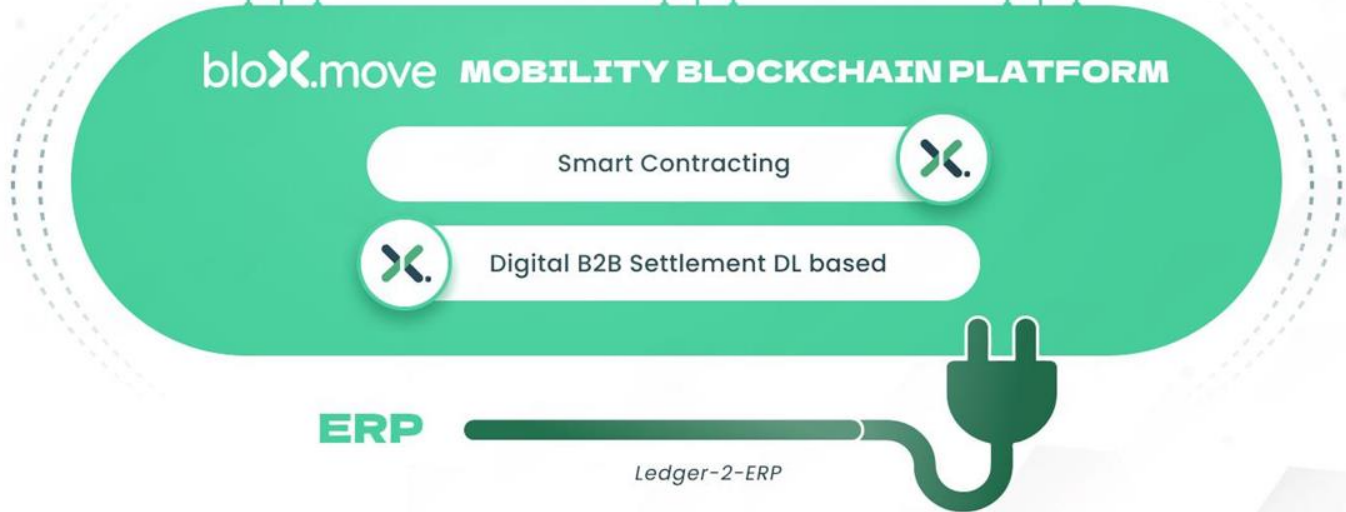 bloX.move MOBILITY BLOCKCHAIN PLATFORM
Smart Contracting
X.
X.
Digital B2B Settlement DL based
ERP
Ledger-2-ERP